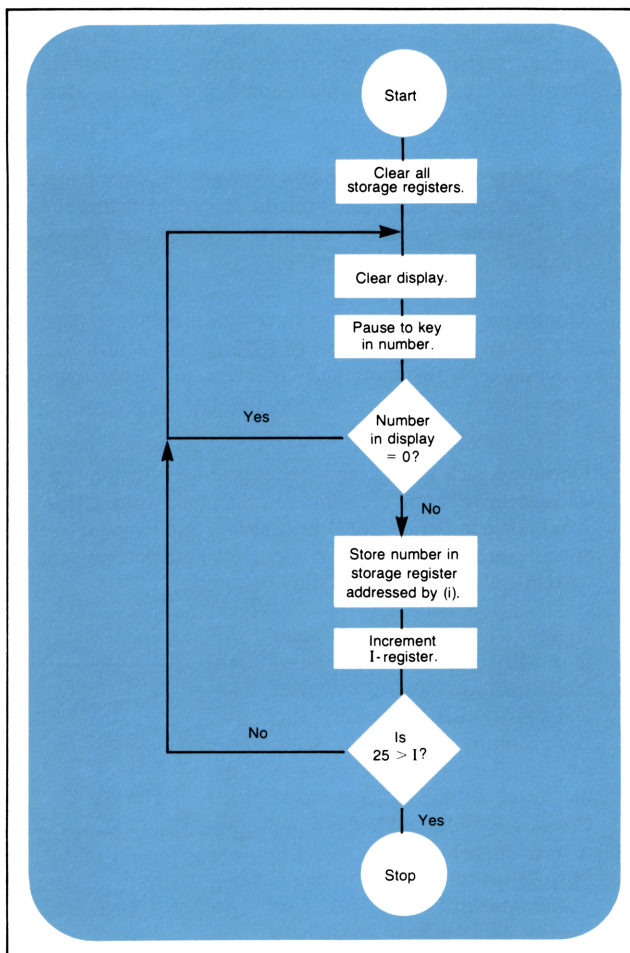 Start
Clear all
storage registers.
Clear display.
Pause to key
in number.
Yes
Number
in display
= 0?
No
Store number in
storage register
addressed by (i).
Increment
I-register.
No
Is
25 > I?
Yes
Stop